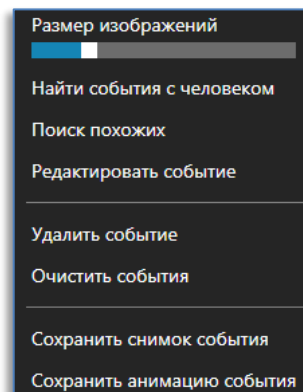 Размер изображений
Найти события с человеком
Поиск похожих
Редактировать событие
Удалить событие
Очистить события
Сохранить снимок события
Сохранить анимацию события